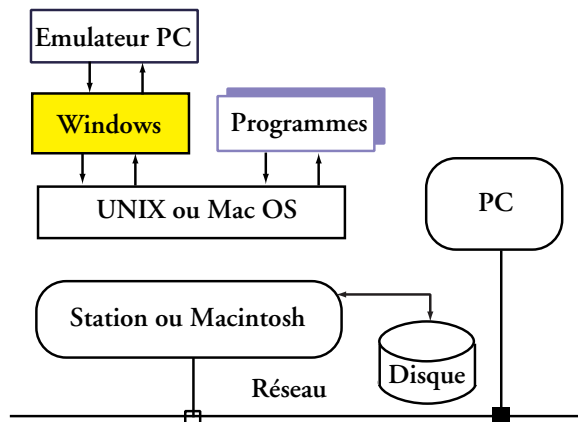 Emulateur PC
Windows
Programmes
UNIX ou Mac OS
PC
Station ou Macintosh
Disque
Réseau